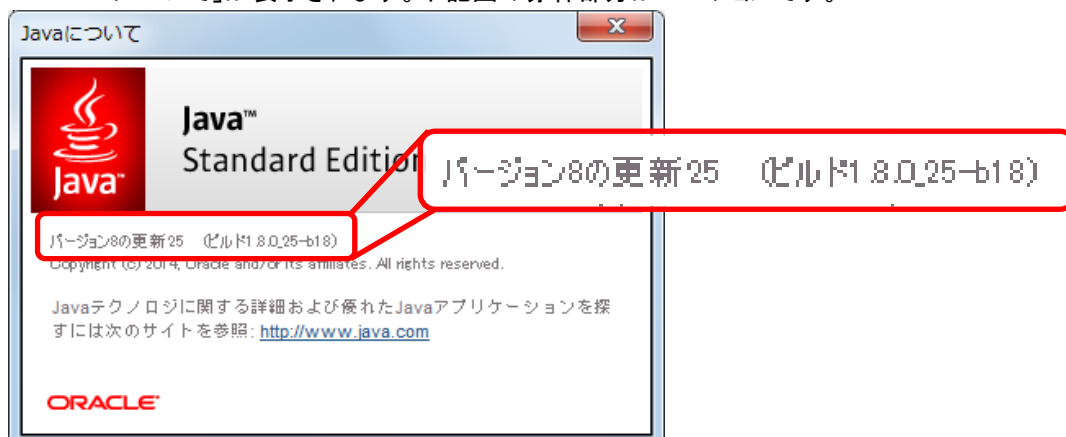 Javaについて
Java™
Standard Edition
Java
バージョン8の更新25 (ビルド1.8.0_25-b18)
バージョン8の更新25 (ビルド1.8.0_25-b18)
Copyright (c) 2014, Oracle and/or its affiliates. All rights reserved.
Javaテクノロジに関する詳細および優れたJavaアプリケーションを探
すには次のサイトを参照: http://www.java.com
ORACLE